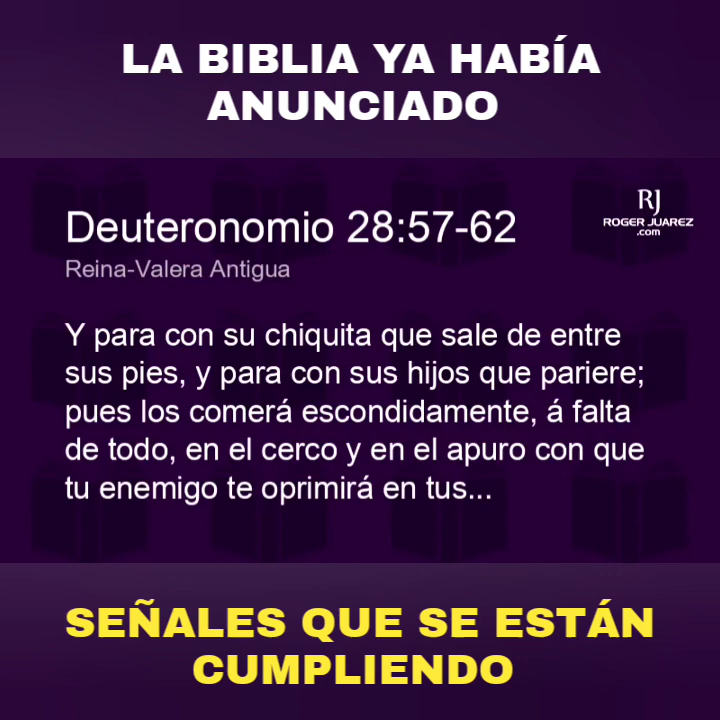 LA BIBLIA YA HABÍA
ANUNCIADO
Deuteronomio 28:57-62
Reina-Valera Antigua
RJ
ROGER JUAREZ
.com
Y para con su chiquita que sale de entre
sus pies, y para con sus hijos que pariere;
pues los comerá escondidamente, á falta
de todo, en el cerco y en el apuro con que
tu enemigo te oprimirá en tus...
SEÑALES QUE SE ESTÁN
CUMPLIENDO